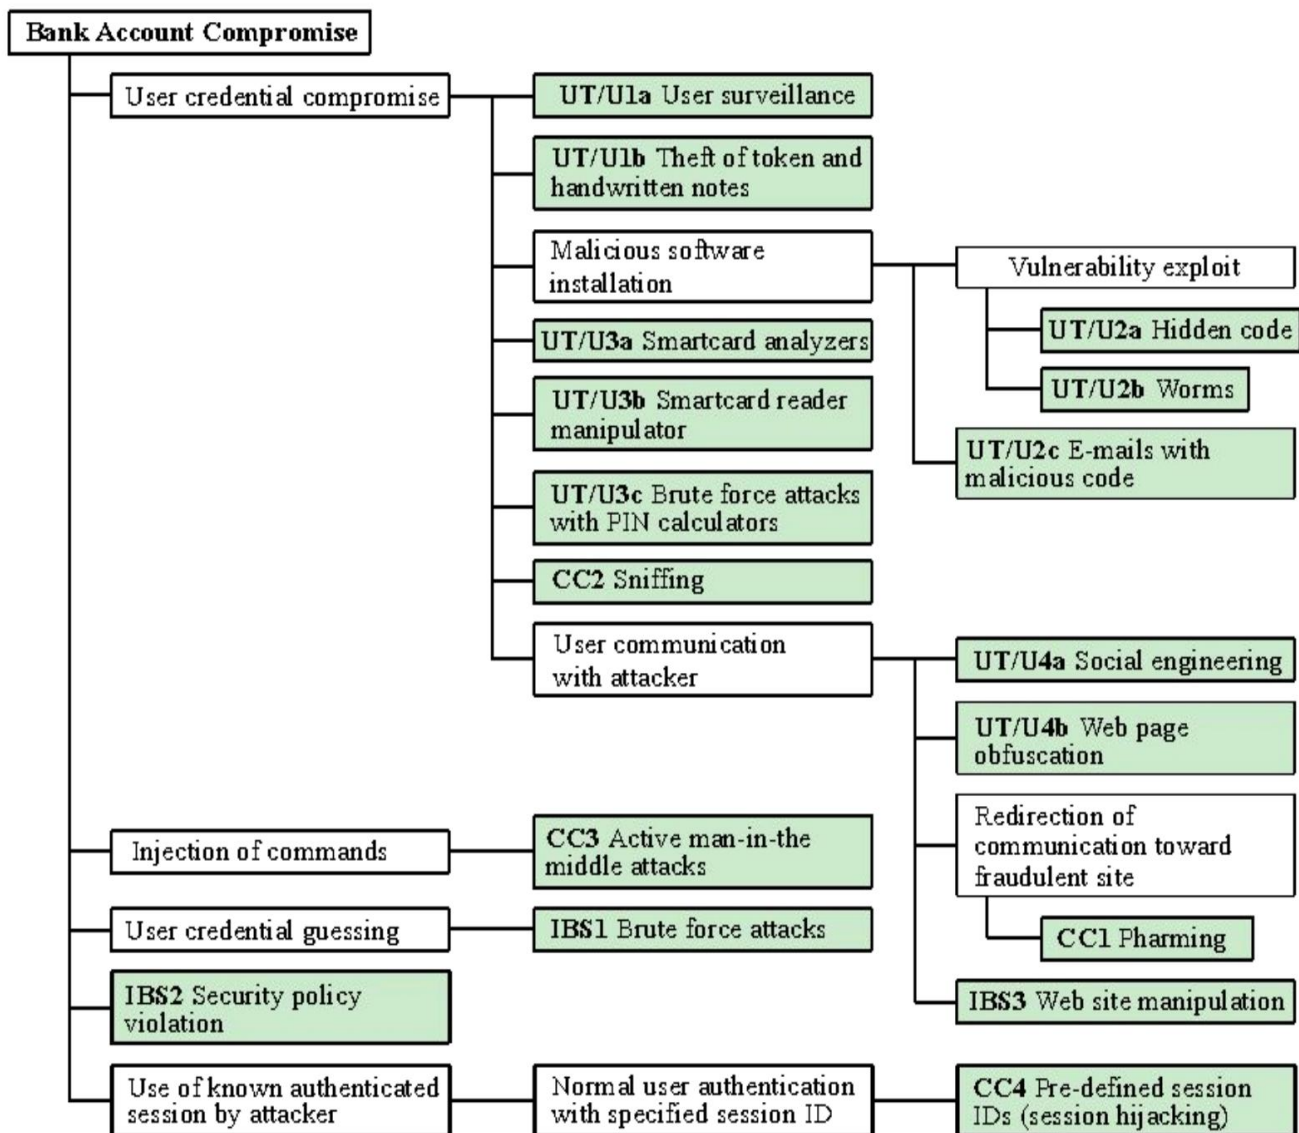 Bank Account Compromise
User credential compromise
UT/U1a User surveillance
UT/U1b Theft of token and
handwritten notes
Malicious software
installation
Vulnerability exploit
UT/U2a Hidden code
UT/U2b Worms
UT/U2c E-mails with
malicious code
UT/U3a Smartcard analyzers
UT/U3b Smartcard reader
manipulator
UT/U3c Brute force attacks
with PIN calculators
CC2 Sniffing
User communication
with attacker
UT/U4a Social engineering
UT/U4b Web page
obfuscation
Redirection of
communication toward
fraudulent site
CC1 Pharming
IBS3 Web site manipulation
Injection of commands
CC3 Active man-in-the
middle attacks
User credential guessing
IBS1 Brute force attacks
IBS2 Security policy
violation
Use of known authenticated
session by attacker
Normal user authentication
with specified session ID
CC4 Pre-defined session
IDs (session hijacking)